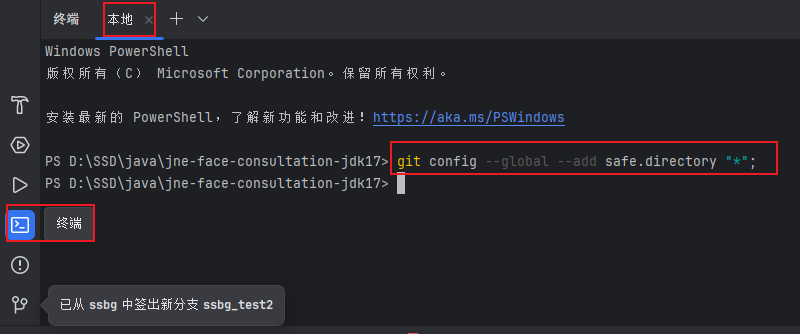 终端 本地
Windows PowerShell
版权所有（C） Microsoft Corporation。保留所有权利。
安装最新的 PowerShell，了解新功能和改进！https://aka.ms/PSWindows
PS D:\SSD\java\jne-face-consultation-jdk17> git config --global --add safe.directory "*";
PS D:\SSD\java\jne-face-consultation-jdk17>
终端
已从 ssbg 中签出新分支 ssbg_test2